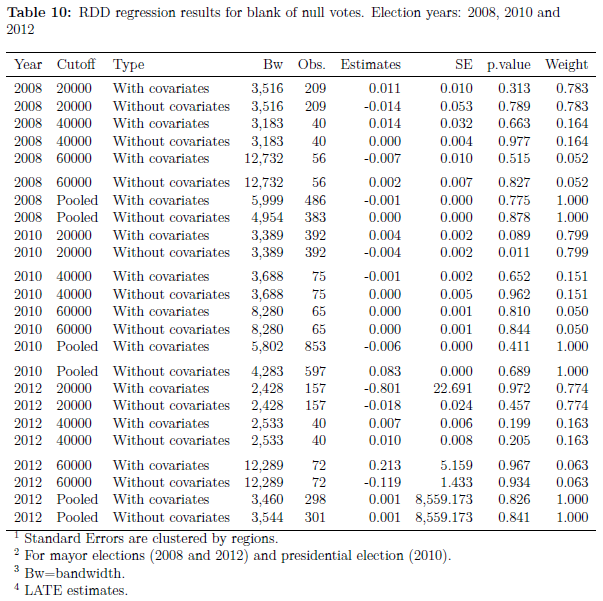 Table 10: RDD regression results for blank of null votes. Election years: 2008, 2010 and
2012
Year Cutoff Type Bw Obs. Estimates SE p.value Weight
2008 20000 With covariates 3,516 209 0.011 0.010 0.313 0.783
2008 20000 Without covariates 3,516 209 -0.014 0.053 0.789 0.783
2008 40000 With covariates 3,183 40 0.014 0.032 0.663 0.164
2008 40000 Without covariates 3,183 40 0.000 0.004 0.977 0.164
2008 60000 With covariates 12,732 56 -0.007 0.010 0.515 0.052
2008 60000 Without covariates 12,732 56 0.002 0.007 0.827 0.052
2008 Pooled With covariates 5,999 486 -0.001 0.000 0.775 1.000
2008 Pooled Without covariates 4,954 383 0.000 0.000 0.878 1.000
2010 20000 With covariates 3,389 392 0.004 0.002 0.089 0.799
2010 20000 Without covariates 3,389 392 -0.004 0.002 0.011 0.799
2010 40000 With covariates 3,688 75 -0.001 0.002 0.652 0.151
2010 40000 Without covariates 3,688 75 0.000 0.005 0.962 0.151
2010 60000 With covariates 8,280 65 0.000 0.001 0.810 0.050
2010 60000 Without covariates 8,280 65 0.000 0.001 0.844 0.050
2010 Pooled With covariates 5,802 853 -0.006 0.000 0.411 1.000
2010 Pooled Without covariates 4,283 597 0.083 0.000 0.689 1.000
2012 20000 With covariates 2,428 157 -0.801 22.691 0.972 0.774
2012 20000 Without covariates 2,428 157 -0.018 0.024 0.457 0.774
2012 40000 With covariates 2,533 40 0.007 0.006 0.199 0.163
2012 40000 Without covariates 2,533 40 0.010 0.008 0.205 0.163
2012 60000 With covariates 12,289 72 0.213 5.159 0.967 0.063
2012 60000 Without covariates 12,289 72 -0.119 1.433 0.934 0.063
2012 Pooled With covariates 3,460 298 0.001 8,559.173 0.826 1.000
2012 Pooled Without covariates 3,544 301 0.001 8,559.173 0.841 1.000
1 Standard Errors are clustered by regions.
2 For mayor elections (2008 and 2012) and presidential election (2010).
3 Bw=bandwidth.
4 LATE estimates.